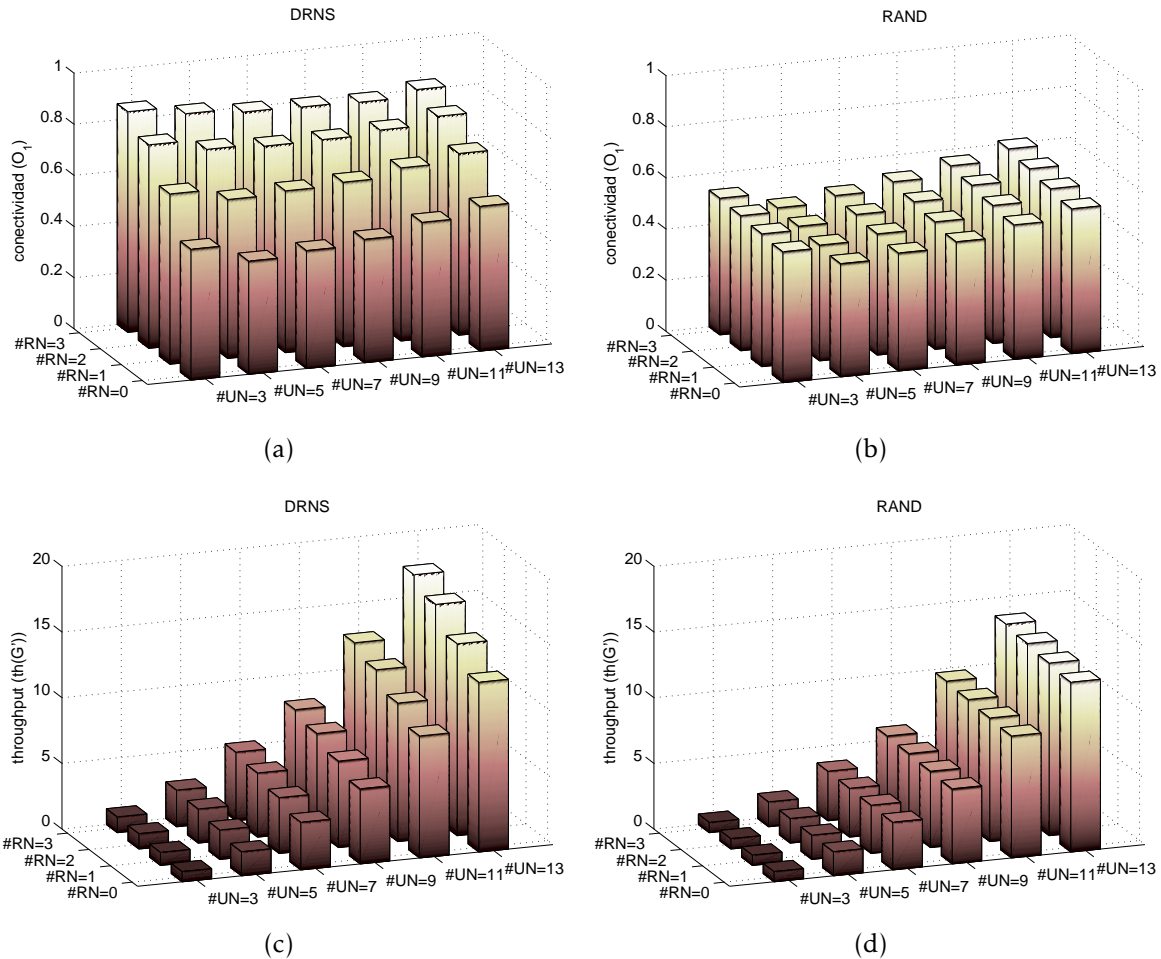 DRNS
conectividad (O1)
1
0.8
0.6
0.4
0.2
0
#RN=3
#RN=2
#RN=1
#RN=0
#UN=3
#UN=5
#UN=7
#UN=9
#UN=11
#UN=13
(a)
RAND
conectividad (O1)
1
0.8
0.6
0.4
0.2
0
#RN=3
#RN=2
#RN=1
#RN=0
#UN=3
#UN=5
#UN=7
#UN=9
#UN=11
#UN=13
(b)
DRNS
throughput (th(G'))
20
15
10
5
0
#RN=3
#RN=2
#RN=1
#RN=0
#UN=3
#UN=5
#UN=7
#UN=9
#UN=11
#UN=13
(c)
RAND
throughput (th(G'))
20
15
10
5
0
#RN=3
#RN=2
#RN=1
#RN=0
#UN=3
#UN=5
#UN=7
#UN=9
#UN=11
#UN=13
(d)